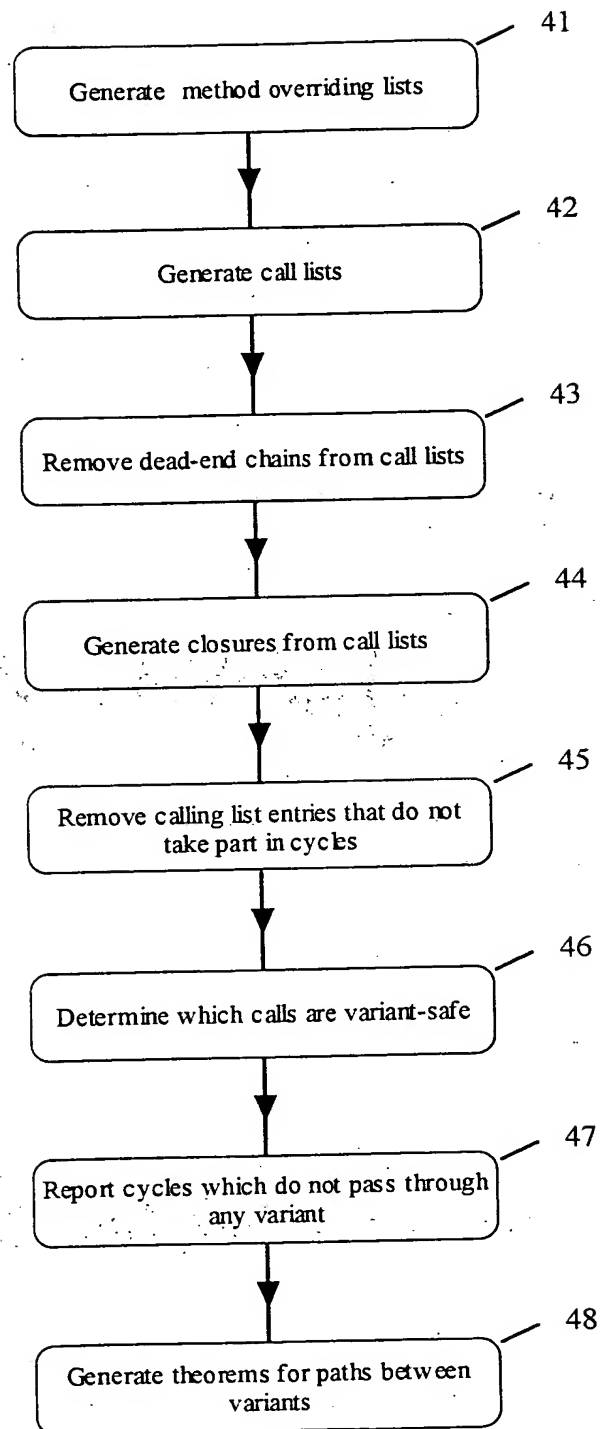 41
Generate method overriding lists
42
Generate call lists
43
Remove dead-end chains from call lists
44
Generate closures from call lists
45
Remove calling list entries that do not
take part in cycles
46
Determine which calls are variant-safe
47
Report cycles which do not pass through
any variant
48
Generate theorems for paths between
variants